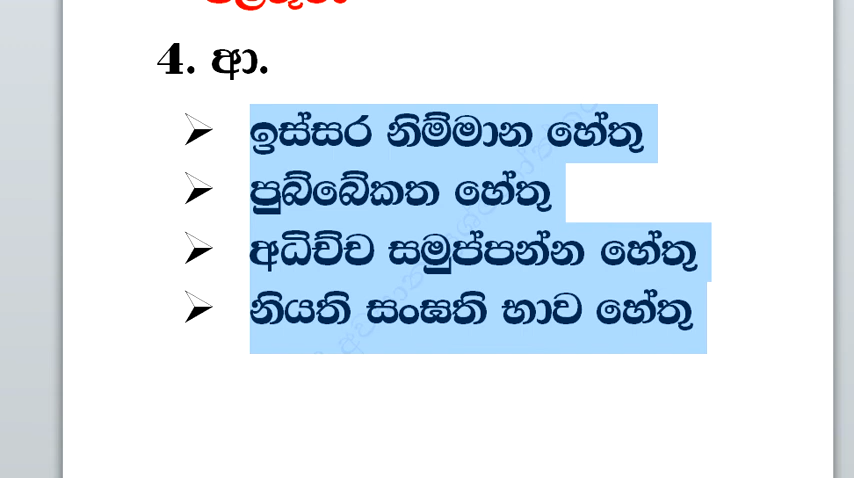 4. ආ.
ඉස්සර නිම්මාන හේතු
පුබ්බේකත හේතු
අධිච්ච සමුප්පන්න හේතු
නියති සංඝති භාව හේතු